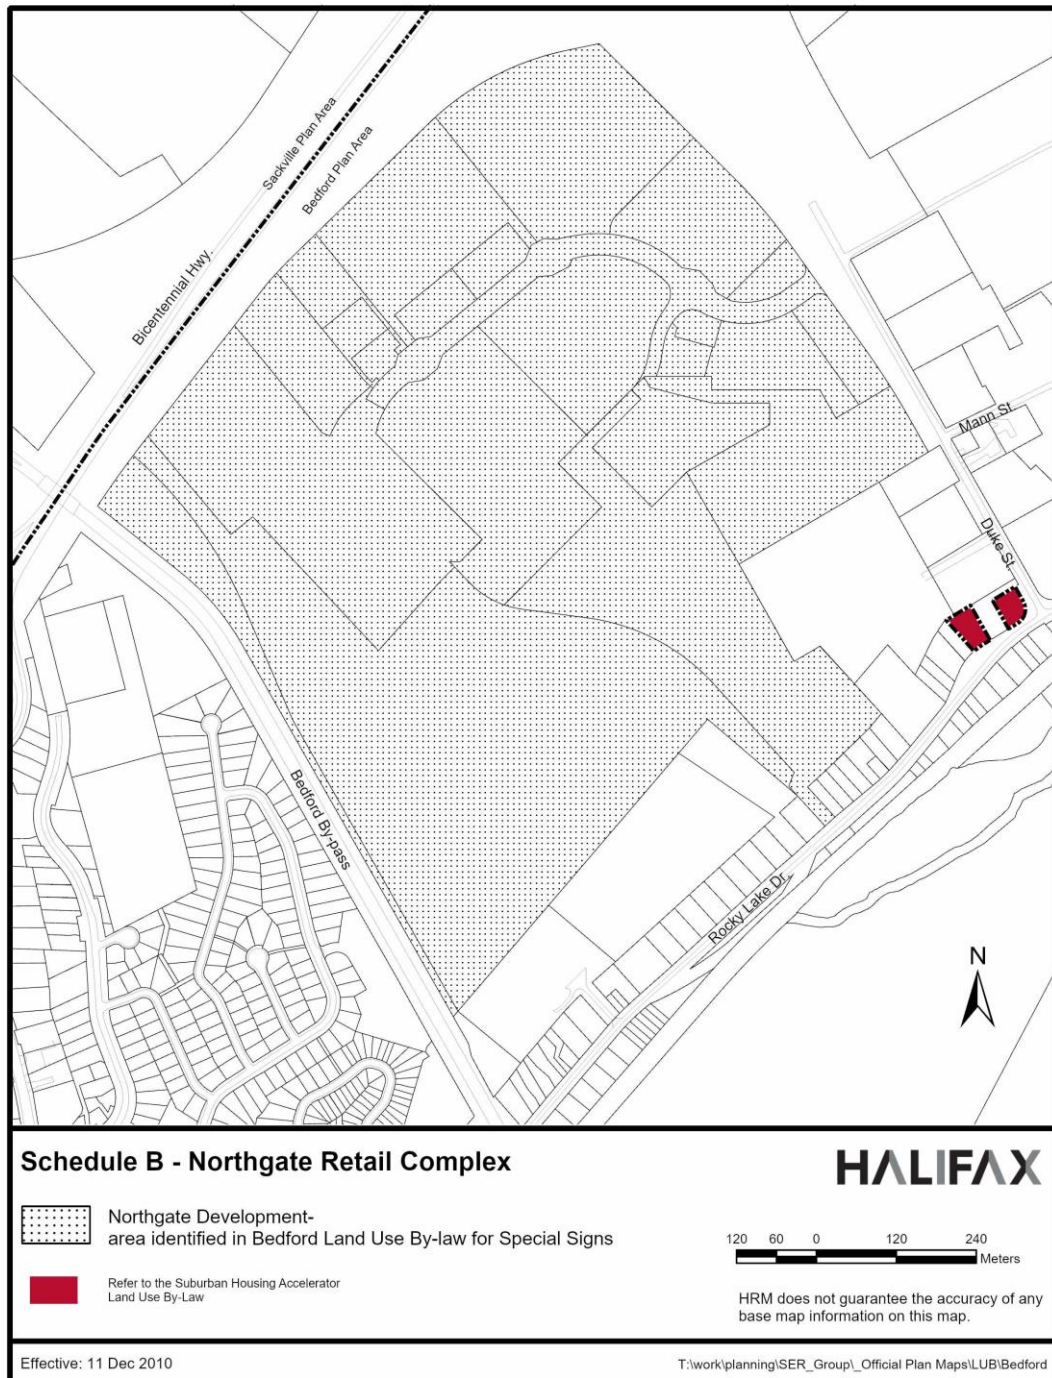 Sackville Plan Area
Bedford Plan Area
Bicentennial Hwy.
Mann St.
Duke St.
Bedford By-pass
Rocky Lake Dr.
N
Schedule B - Northgate Retail Complex
HALIFAX
Northgate Development-
area identified in Bedford Land Use By-law for Special Signs
120 60 0 120 240
Meters
Refer to the Suburban Housing Accelerator
Land Use By-Law
HRM does not guarantee the accuracy of any
base map information on this map.
Effective: 11 Dec 2010
T:\work\planning\SER_Group\_Official Plan Maps\LUB\Bedford